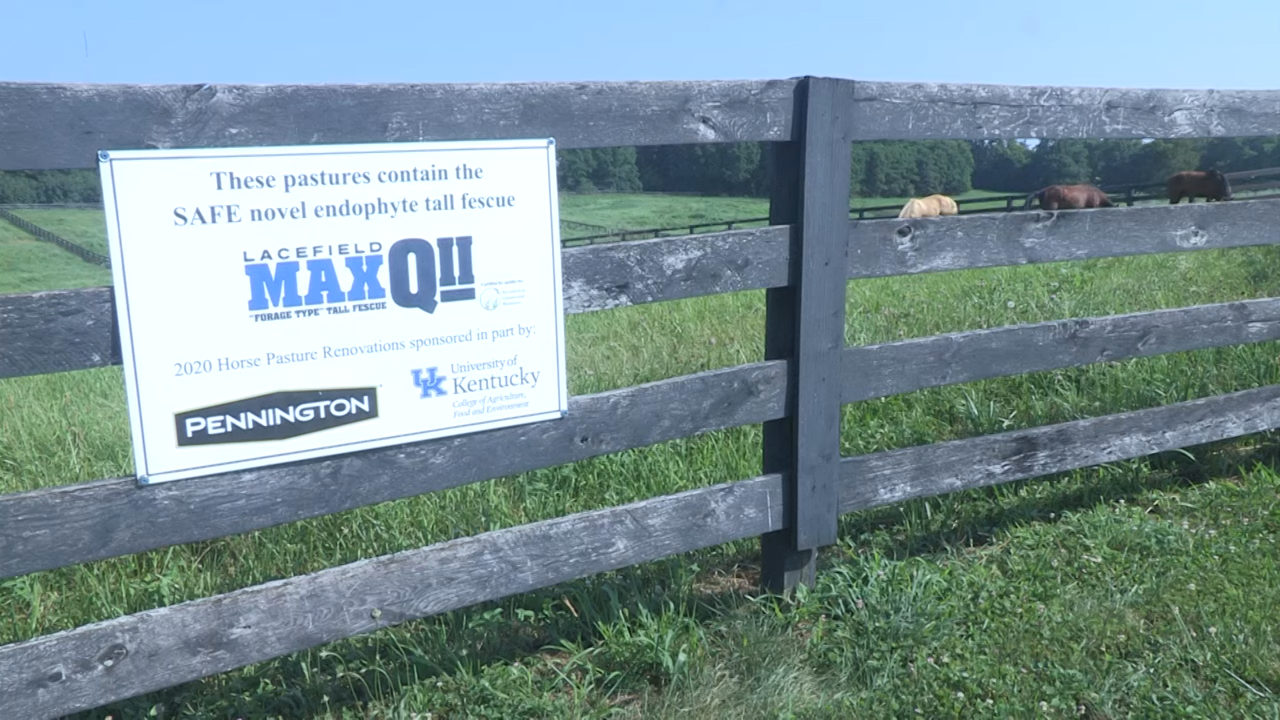 These pastures contain the
SAFE novel endophyte tall fescue
LACEFIELD
MAXQII
"FORAGE TYPE" TALL FESCUE
2020 Horse Pasture Renovations sponsored in part by:
PENNINGTON
UK University of
Kentucky
College of Agriculture,
Food and Environment